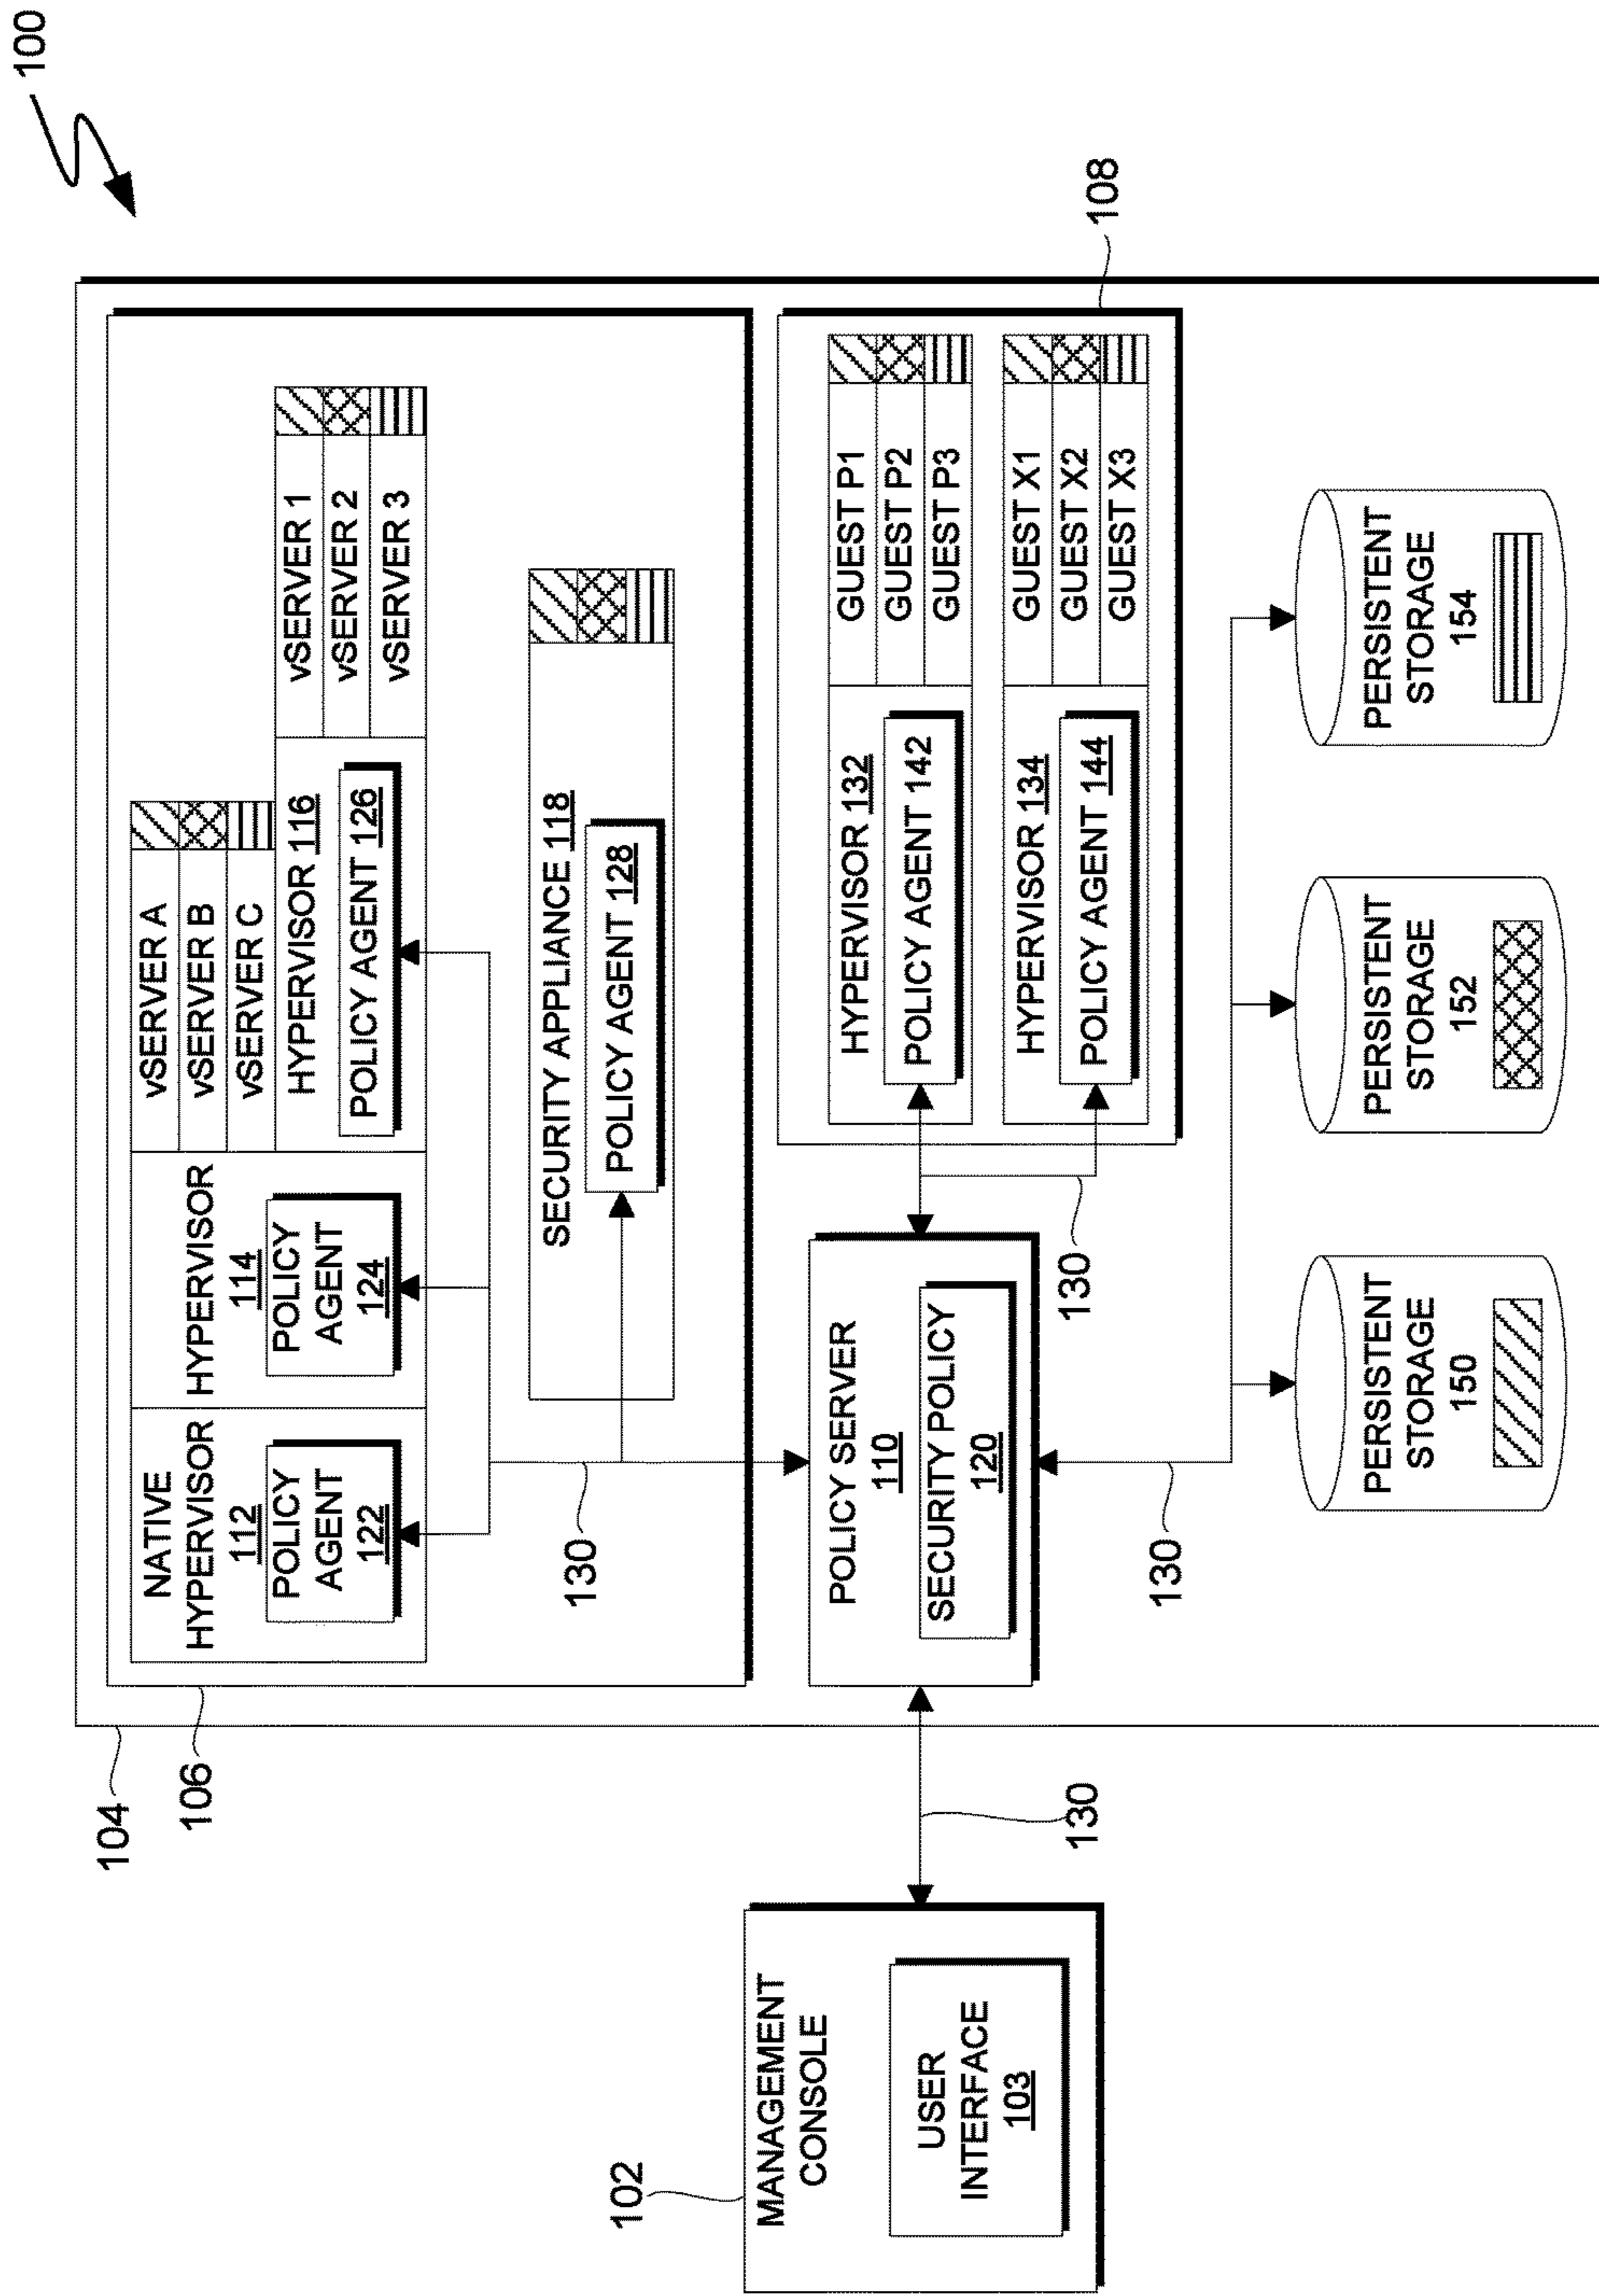 100
104
106
NATIVE
HYPERVISOR
112
POLICY
AGENT
122
HYPERVISOR
114
POLICY
AGENT
124
vSERVER A
vSERVER B
vSERVER C
HYPERVISOR 116
POLICY AGENT 126
vSERVER 1
vSERVER 2
vSERVER 3
SECURITY APPLIANCE 118
POLICY AGENT 128
130
102
MANAGEMENT
CONSOLE
USER
INTERFACE
103
130
POLICY SERVER
110
SECURITY POLICY
120
130
108
HYPERVISOR 132
POLICY AGENT 142
GUEST P1
GUEST P2
GUEST P3
HYPERVISOR 134
POLICY AGENT 144
GUEST X1
GUEST X2
GUEST X3
130
PERSISTENT
STORAGE
150
PERSISTENT
STORAGE
152
PERSISTENT
STORAGE
154